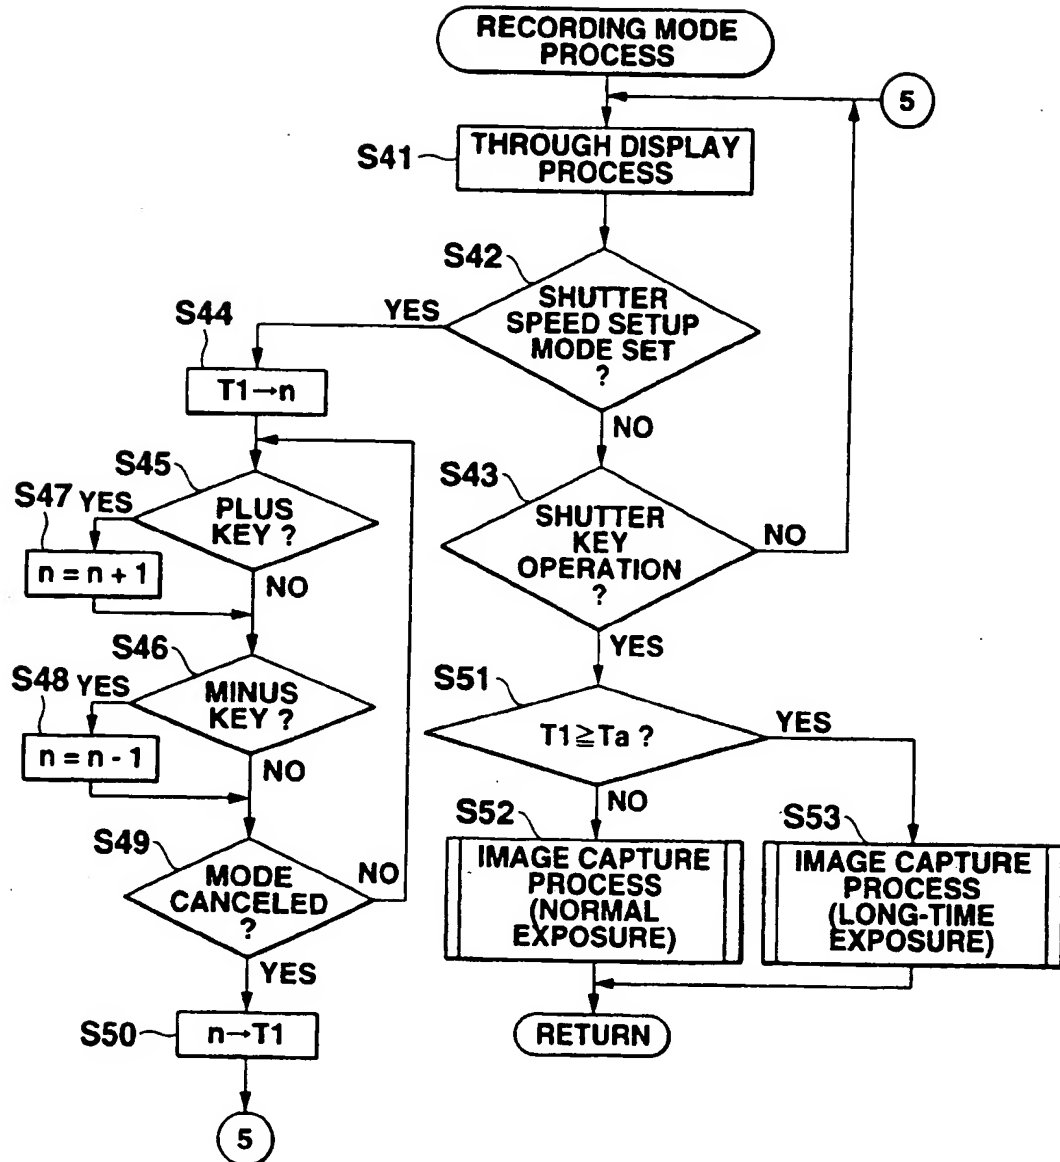 RECORDING MODE
PROCESS
5
S41
THROUGH DISPLAY
PROCESS
S42
SHUTTER
SPEED SETUP
MODE SET
?
YES
NO
S44
T1→n
S43
SHUTTER
KEY
OPERATION
?
NO
YES
S45
PLUS
KEY ?
YES
NO
S47
n = n + 1
S46
MINUS
KEY ?
YES
NO
S48
n = n - 1
S51
T1≧Ta ?
YES
NO
S49
MODE
CANCELED
?
NO
YES
S52
IMAGE CAPTURE
PROCESS
(NORMAL
EXPOSURE)
S53
IMAGE CAPTURE
PROCESS
(LONG-TIME
EXPOSURE)
S50
n→T1
RETURN
5